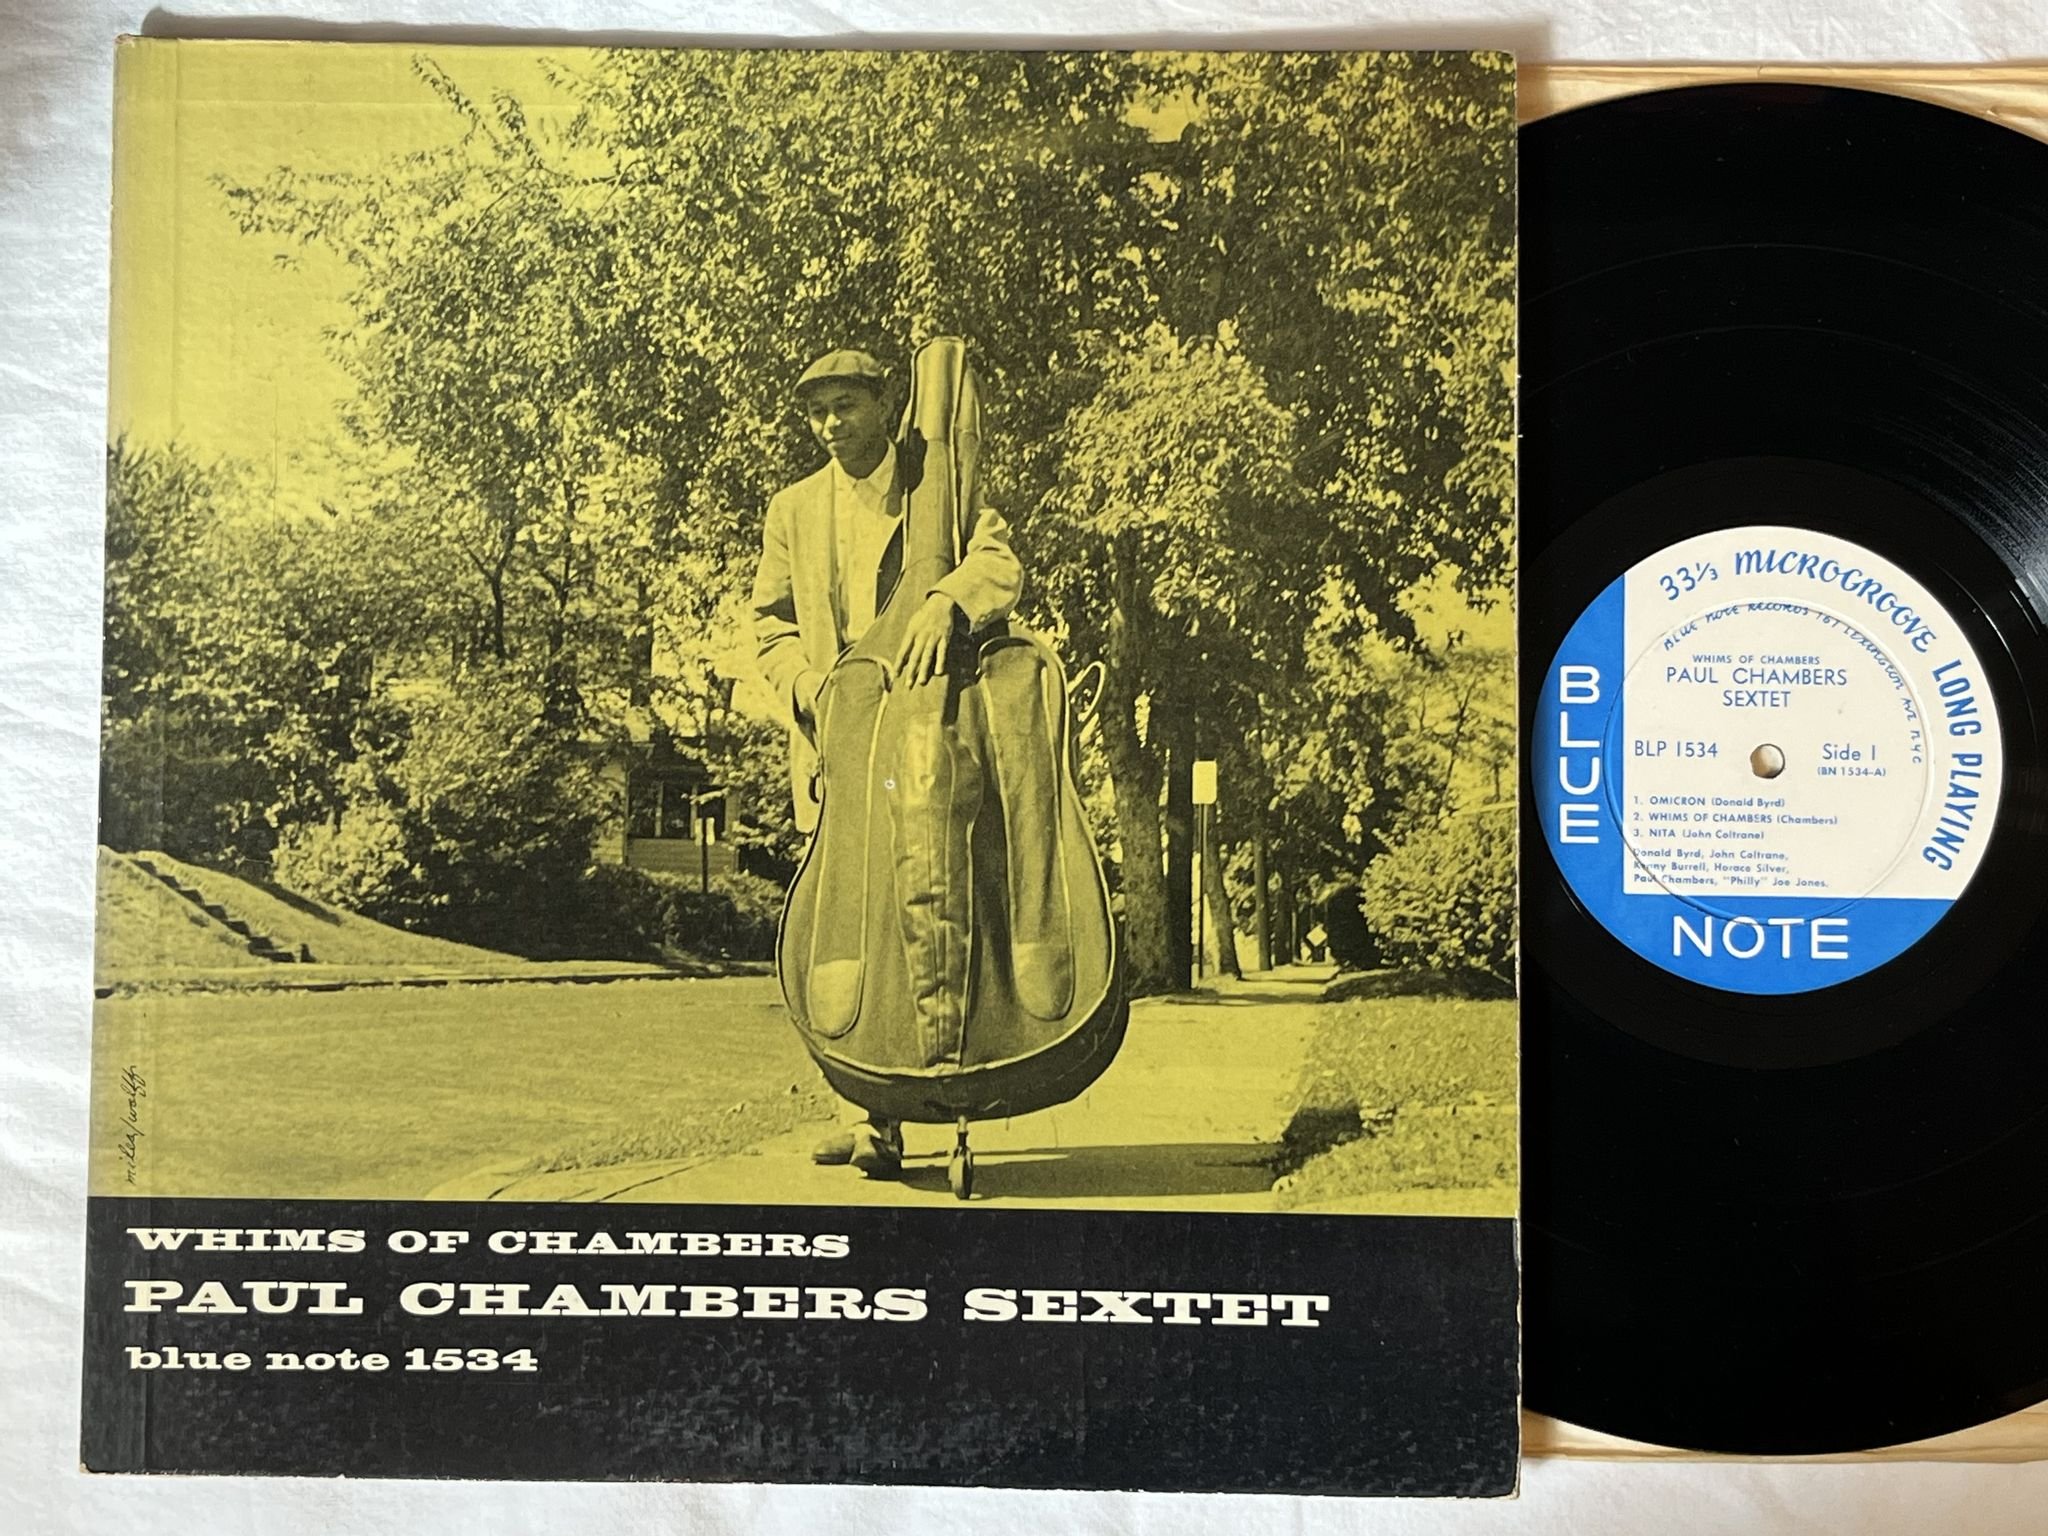 miles/wolff
WHIMS OF CHAMBERS
PAUL CHAMBERS SEXTET
blue note 1534
33⅓ MICROGROOVE LONG PLAYING
BLUE NOTE RECORDS 767 LEXINGTON AVE NYC
WHIMS OF CHAMBERS
PAUL CHAMBERS
SEXTET
BLP 1534
Side 1
(BN 1534-A)
1. OMICRON (Donald Byrd)
2. WHIMS OF CHAMBERS (Chambers)
3. NITA (John Coltrane)
Donald Byrd, John Coltrane,
Kenny Burrell, Horace Silver,
Paul Chambers, "Philly" Joe Jones.
BLUE
NOTE